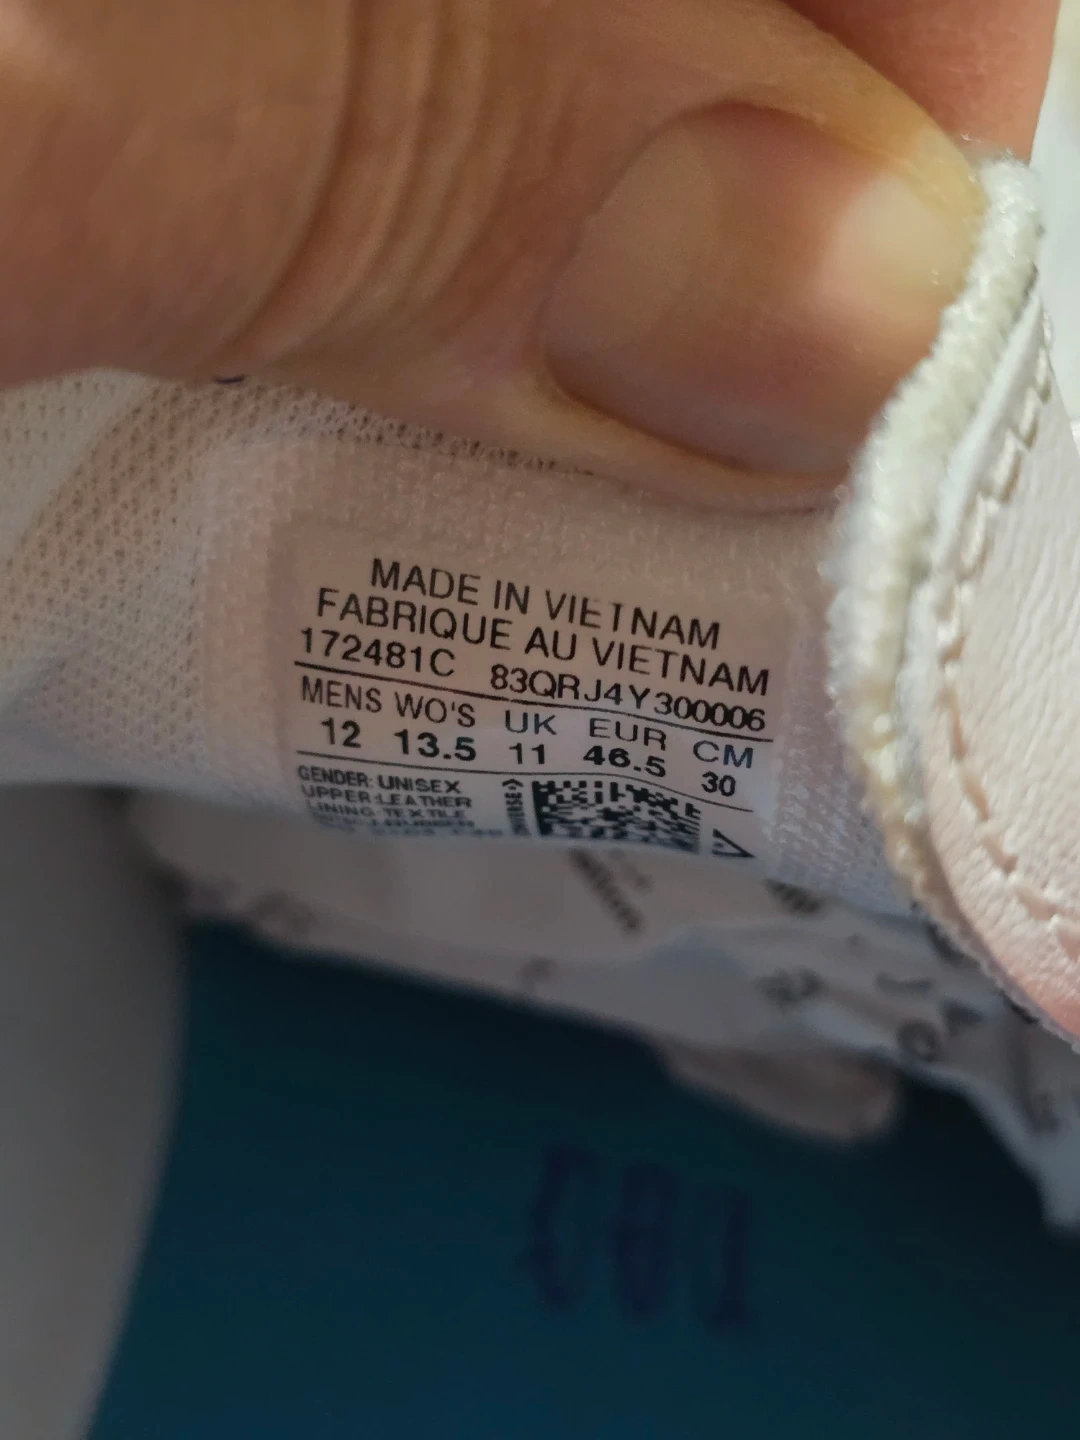 MADE IN VIETNAM
FABRIQUE AU VIETNAM
172481C 83QRJ4Y300006
MENS WO'S UK EUR CM
12 13.5 11 46.5 30
GENDER: UNISEX
UPPER: LEATHER
LINING: TEXTILE
CONVERSE